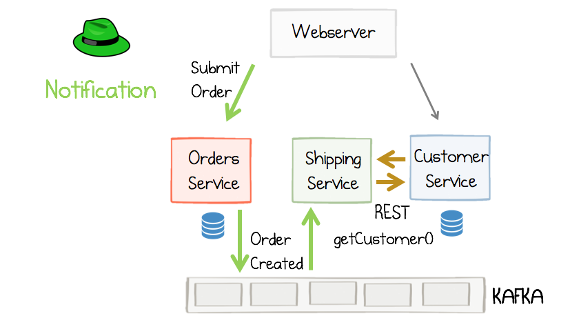 Webserver
Submit
Order
Notification
Orders
Service
Shipping
Service
Customer
Service
REST
getCustomer()
Order
Created
KAFKA